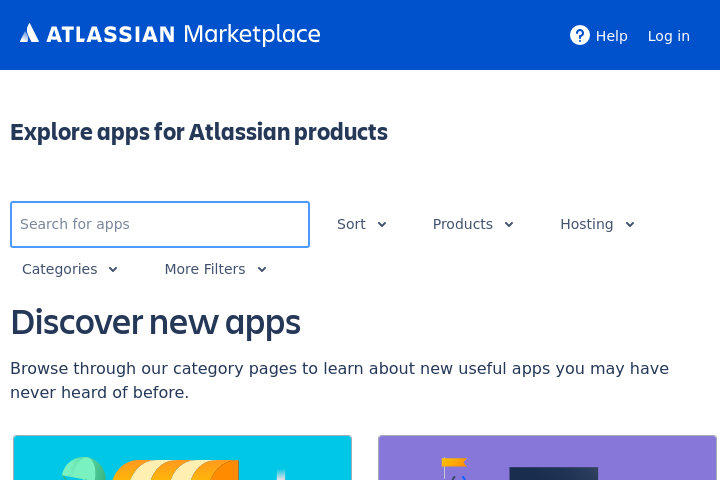 ATLASSIAN Marketplace
Help
Log in
Explore apps for Atlassian products
Search for apps
Sort
Products
Hosting
Categories
More Filters
Discover new apps
Browse through our category pages to learn about new useful apps you may have
never heard of before.